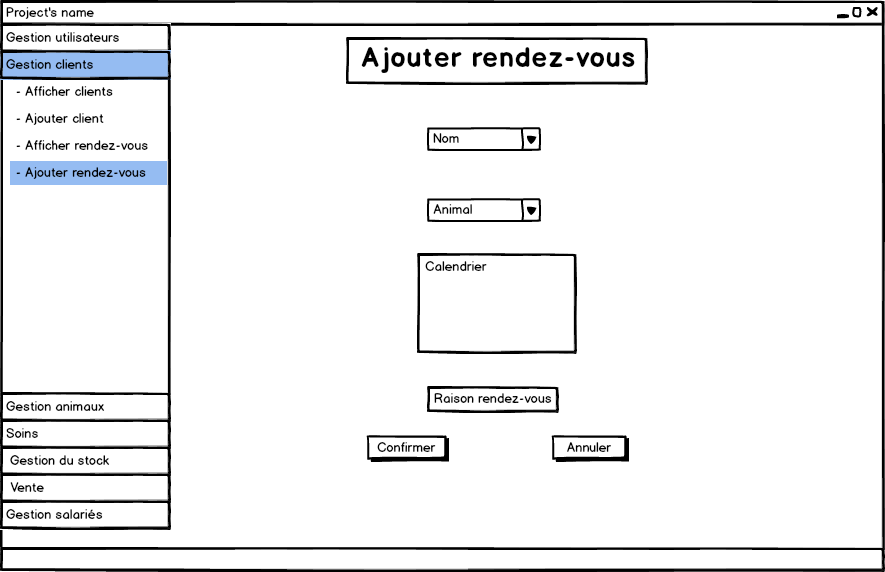 Project's name
Gestion utilisateurs
Gestion clients
- Afficher clients
- Ajouter client
- Afficher rendez-vous
- Ajouter rendez-vous
Gestion animaux
Soins
Gestion du stock
Vente
Gestion salariés
Ajouter rendez-vous
Nom
Animal
Calendrier
Raison rendez-vous
Confirmer
Annuler